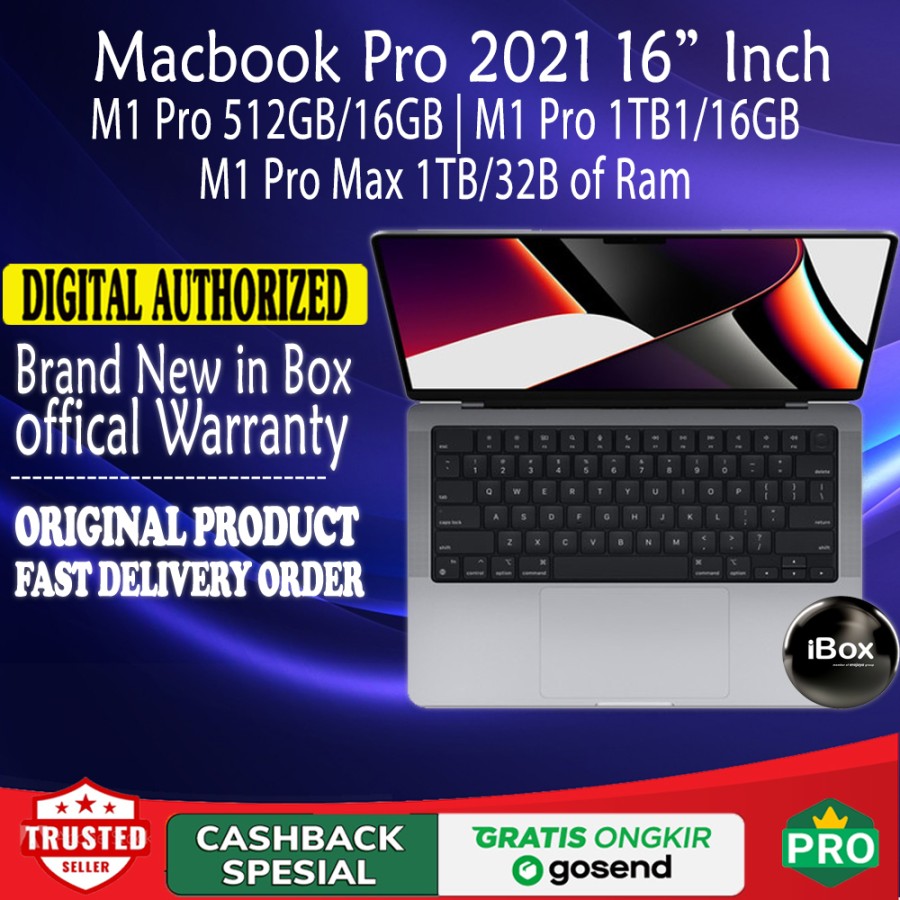 Macbook Pro 2021 16” Inch
M1 Pro 512GB/16GB | M1 Pro 1TB1/16GB
M1 Pro Max 1TB/32B of Ram
DIGITAL AUTHORIZED
Brand New in Box
offical Warranty
ORIGINAL PRODUCT
FAST DELIVERY ORDER
iBox
TRUSTED
SELLER
CASHBACK
SPESIAL
GRATIS ONGKIR
gosend
PRO